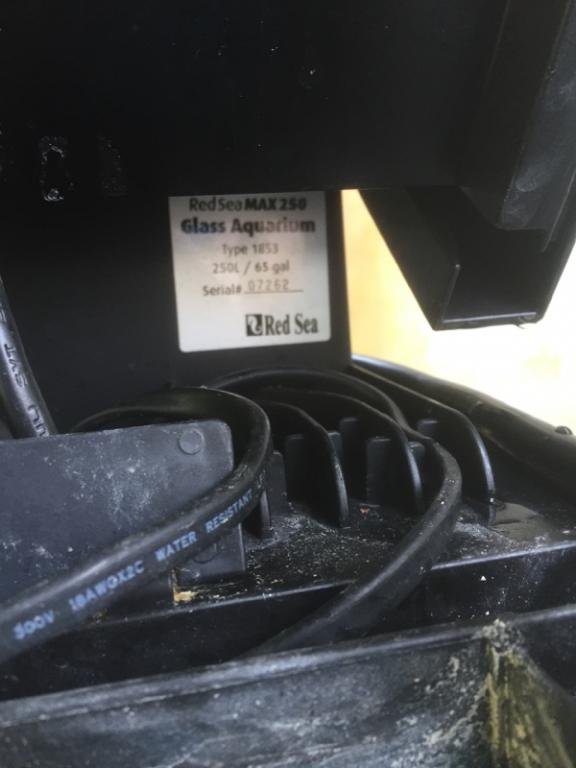 Red Sea MAX 250
Glass Aquarium
Type 1853
250L / 65 gal
Serial# 07262
Red Sea
SVT
300V 18AWGX2C WATER RESISTANT